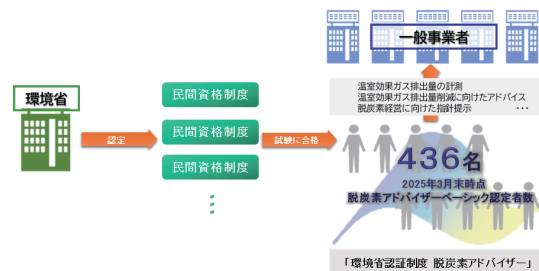 一般事業者
環境省
認定
民間資格制度
民間資格制度
民間資格制度
試験に合格
温室効果ガス排出量の計測
温室効果ガス排出量削減に向けたアドバイス
脱炭素経営に向けた指針提示 ・・・
436名
2025年3月末時点
脱炭素アドバイザーベーシック認定者数
「環境省認証制度 脱炭素アドバイザー」